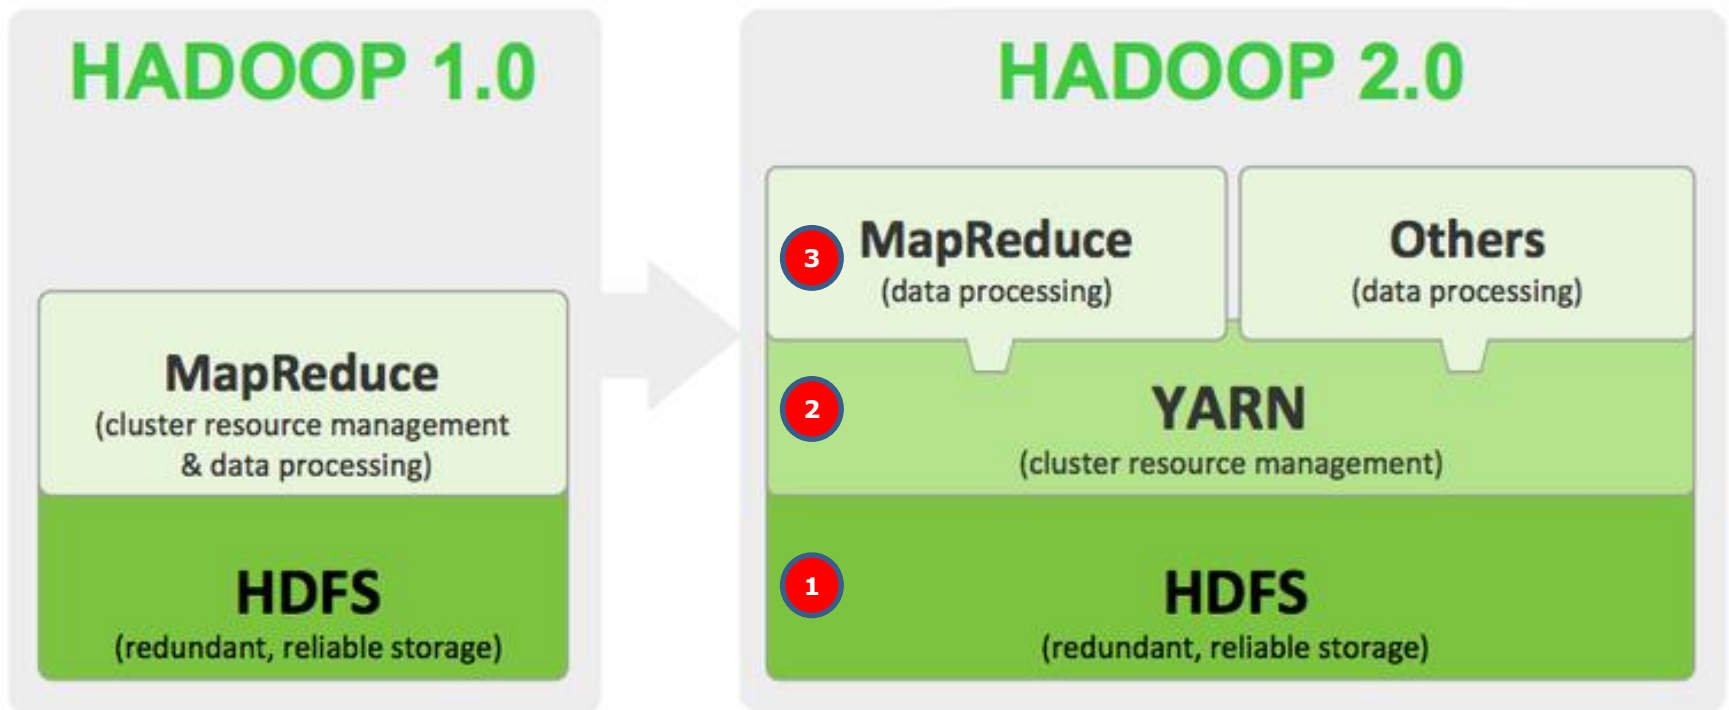 HADOOP 1.0
MapReduce
(cluster resource management
& data processing)
HDFS
(redundant, reliable storage)
HADOOP 2.0
3
MapReduce
(data processing)
Others
(data processing)
2
YARN
(cluster resource management)
1
HDFS
(redundant, reliable storage)